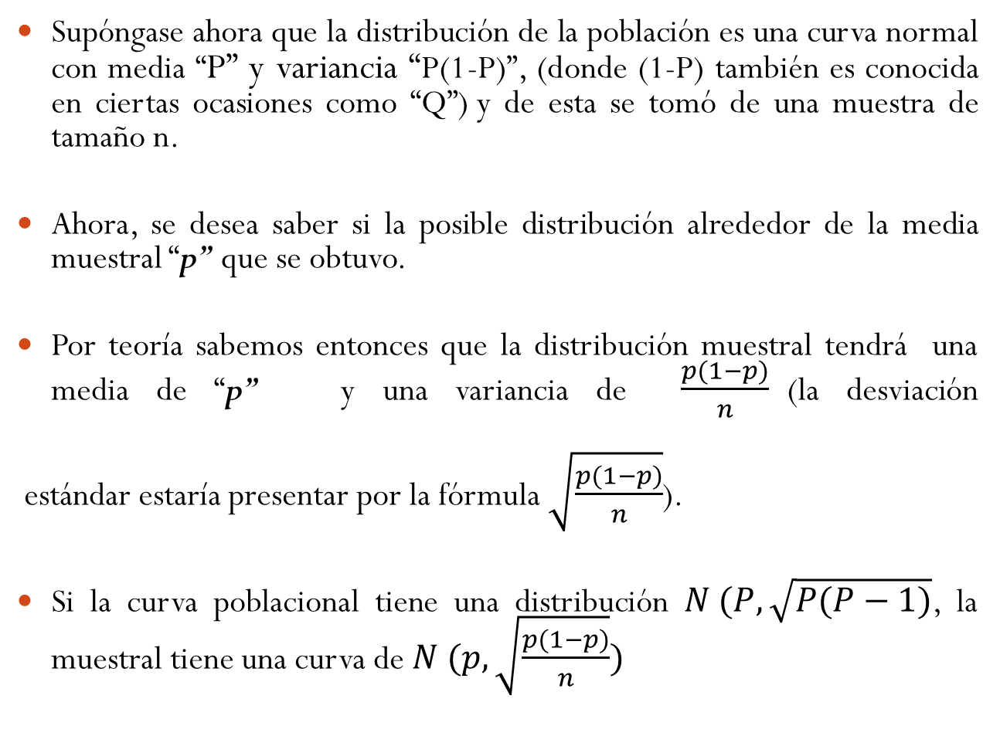 • Supóngase ahora que la distribución de la población es una curva normal
con media “P” y variancia “P(1-P)”, (donde (1-P) también es conocida
en ciertas ocasiones como “Q”) y de esta se tomó de una muestra de
tamaño n.
• Ahora, se desea saber si la posible distribución alrededor de la media
muestral “p” que se obtuvo.
• Por teoría sabemos entonces que la distribución muestral tendrá una
media de “p” y una variancia de \frac{p(1−p)}{n} (la desviación
estándar estaría presentar por la fórmula \sqrt{\frac{p(1−p)}{n}}).
• Si la curva poblacional tiene una distribución N (P, \sqrt{P(P − 1)}, la
muestral tiene una curva de N (p, \sqrt{\frac{p(1−p)}{n}})